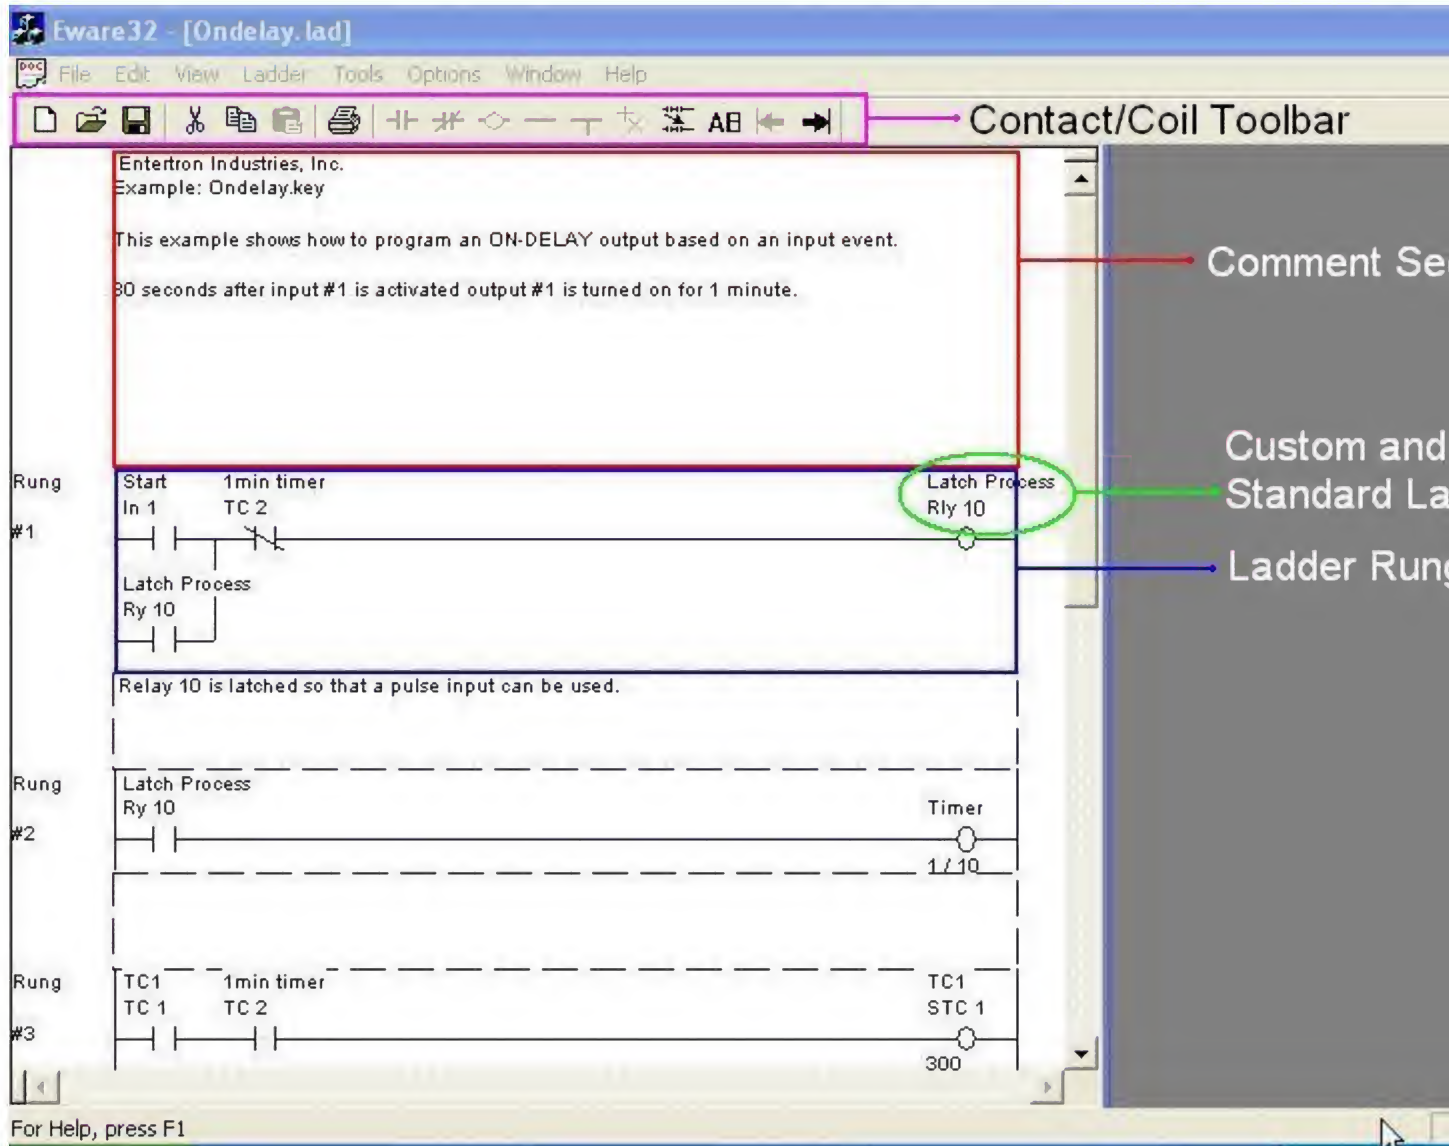 Eware32 - [Ondelay.lad]
File Edit View Ladder Tools Options Window Help
AB
Contact/Coil Toolbar
Entertron Industries, Inc.
Example: Ondelay.key
This example shows how to program an ON-DELAY output based on an input event.
30 seconds after input #1 is activated output #1 is turned on for 1 minute.
Comment Se
Custom and
Standard La
Ladder Rung
Rung
#1
Start 1min timer Latch Process
In 1 TC 2 Rly 10
Latch Process
Ry 10
Relay 10 is latched so that a pulse input can be used.
Rung
#2
Latch Process
Ry 10 Timer
1 / 10
Rung
#3
TC1 1min timer TC1
TC 1 TC 2 STC 1
300
For Help, press F1